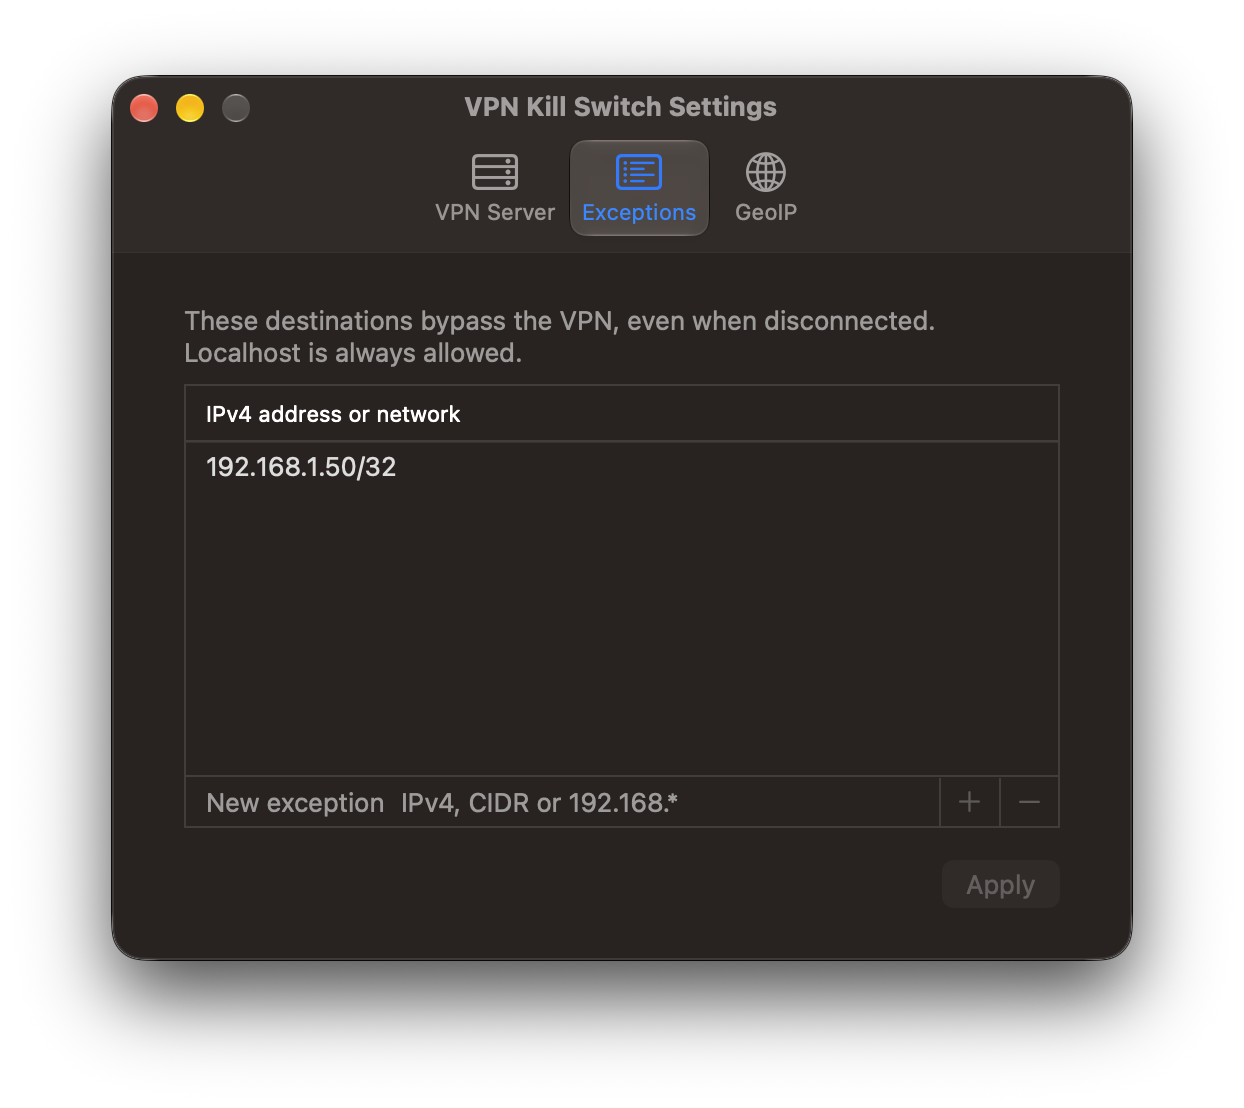 VPN Kill Switch Settings
VPN Server
Exceptions
GeoIP
These destinations bypass the VPN, even when disconnected.
Localhost is always allowed.
IPv4 address or network
192.168.1.50/32
New exception IPv4, CIDR or 192.168.*
Apply